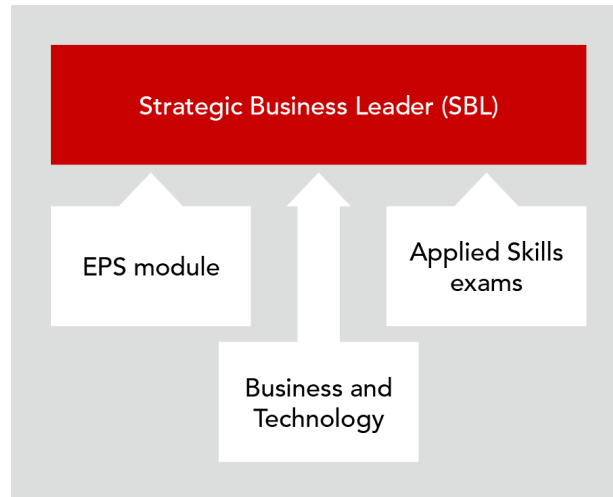 Strategic Business Leader (SBL)
EPS module
Applied Skills
exams
Business and
Technology